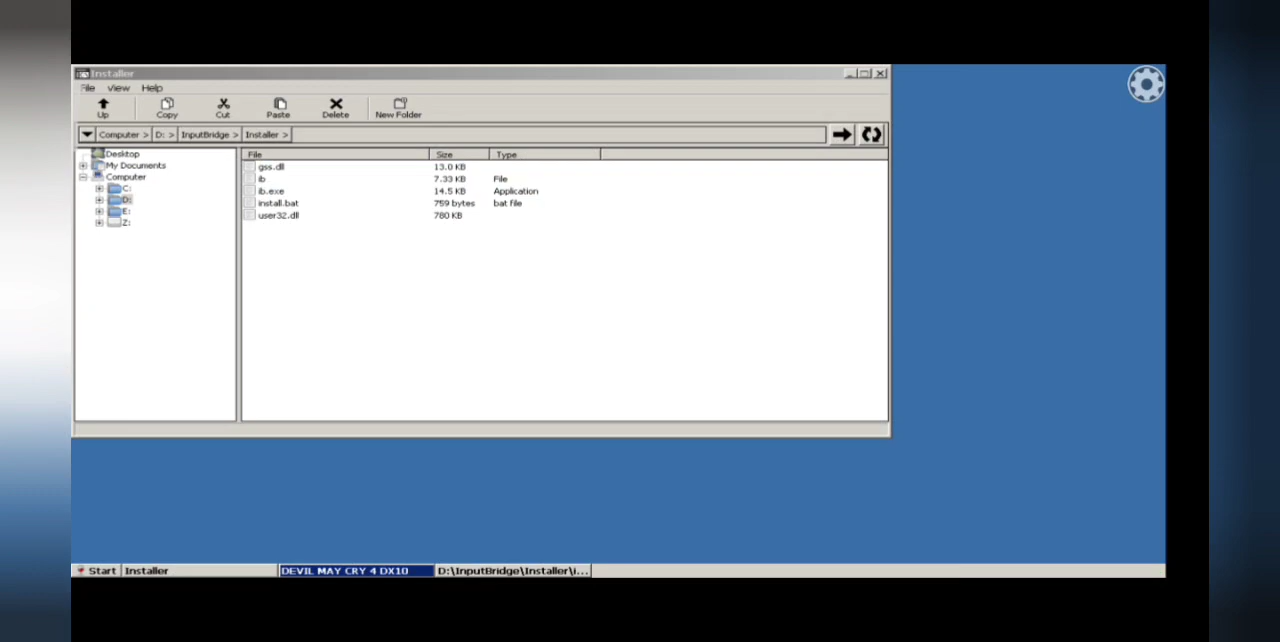 Installer
File View Help
Up Copy Cut Paste Delete New Folder
Computer > D: > InputBridge > Installer >
Desktop
My Documents
Computer
C:
D:
E:
Z:
File Size Type
gss.dll 13.0 KB
ib 7.33 KB File
ib.exe 14.5 KB Application
install.bat 759 bytes bat file
user32.dll 780 KB
Start Installer DEVIL MAY CRY 4 DX10 D:\InputBridge\Installer\i...